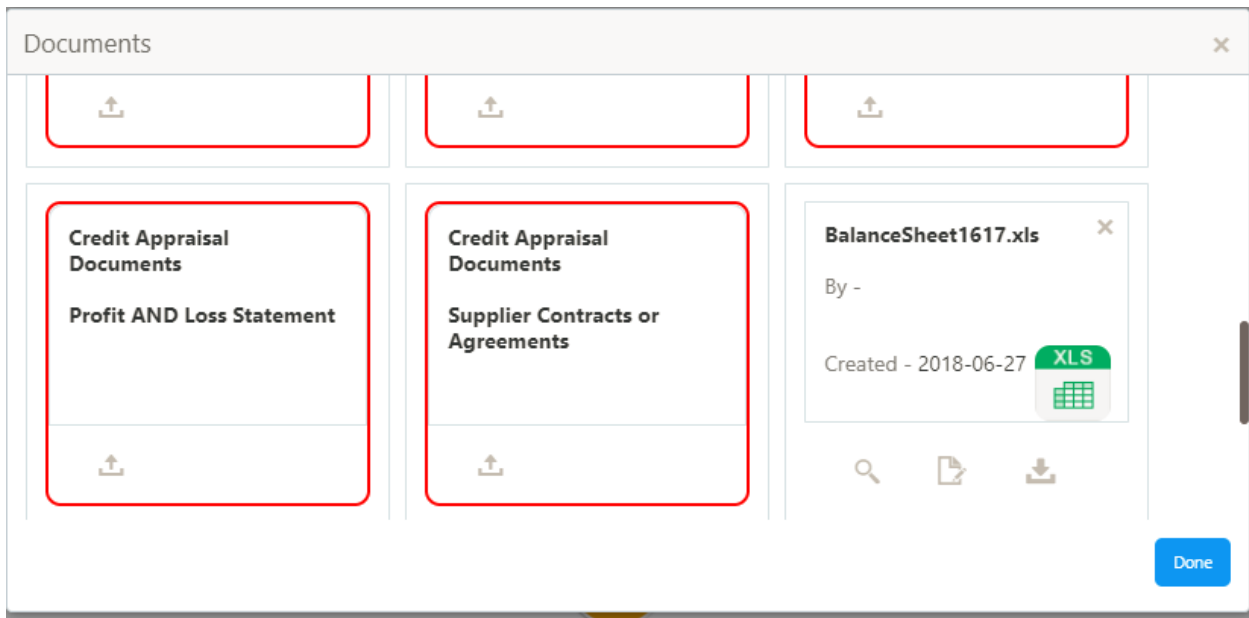 Documents
Credit Appraisal
Documents
Profit AND Loss Statement
Credit Appraisal
Documents
Supplier Contracts or
Agreements
BalanceSheet1617.xls
By -
Created - 2018-06-27
XLS
Done